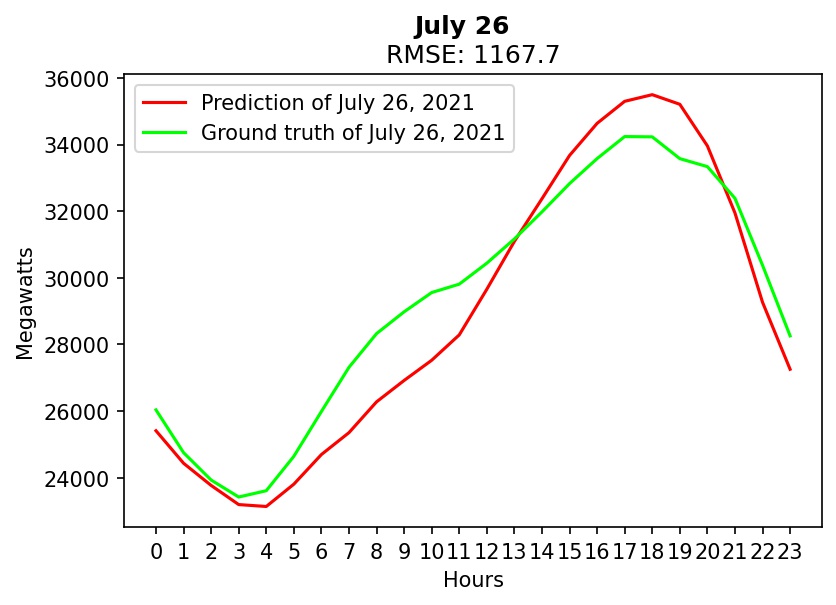 July 26
RMSE: 1167.7
Prediction of July 26, 2021
Ground truth of July 26, 2021
36000
34000
32000
30000
28000
26000
24000
Megawatts
0 1 2 3 4 5 6 7 8 9 10 11 12 13 14 15 16 17 18 19 20 21 22 23
Hours